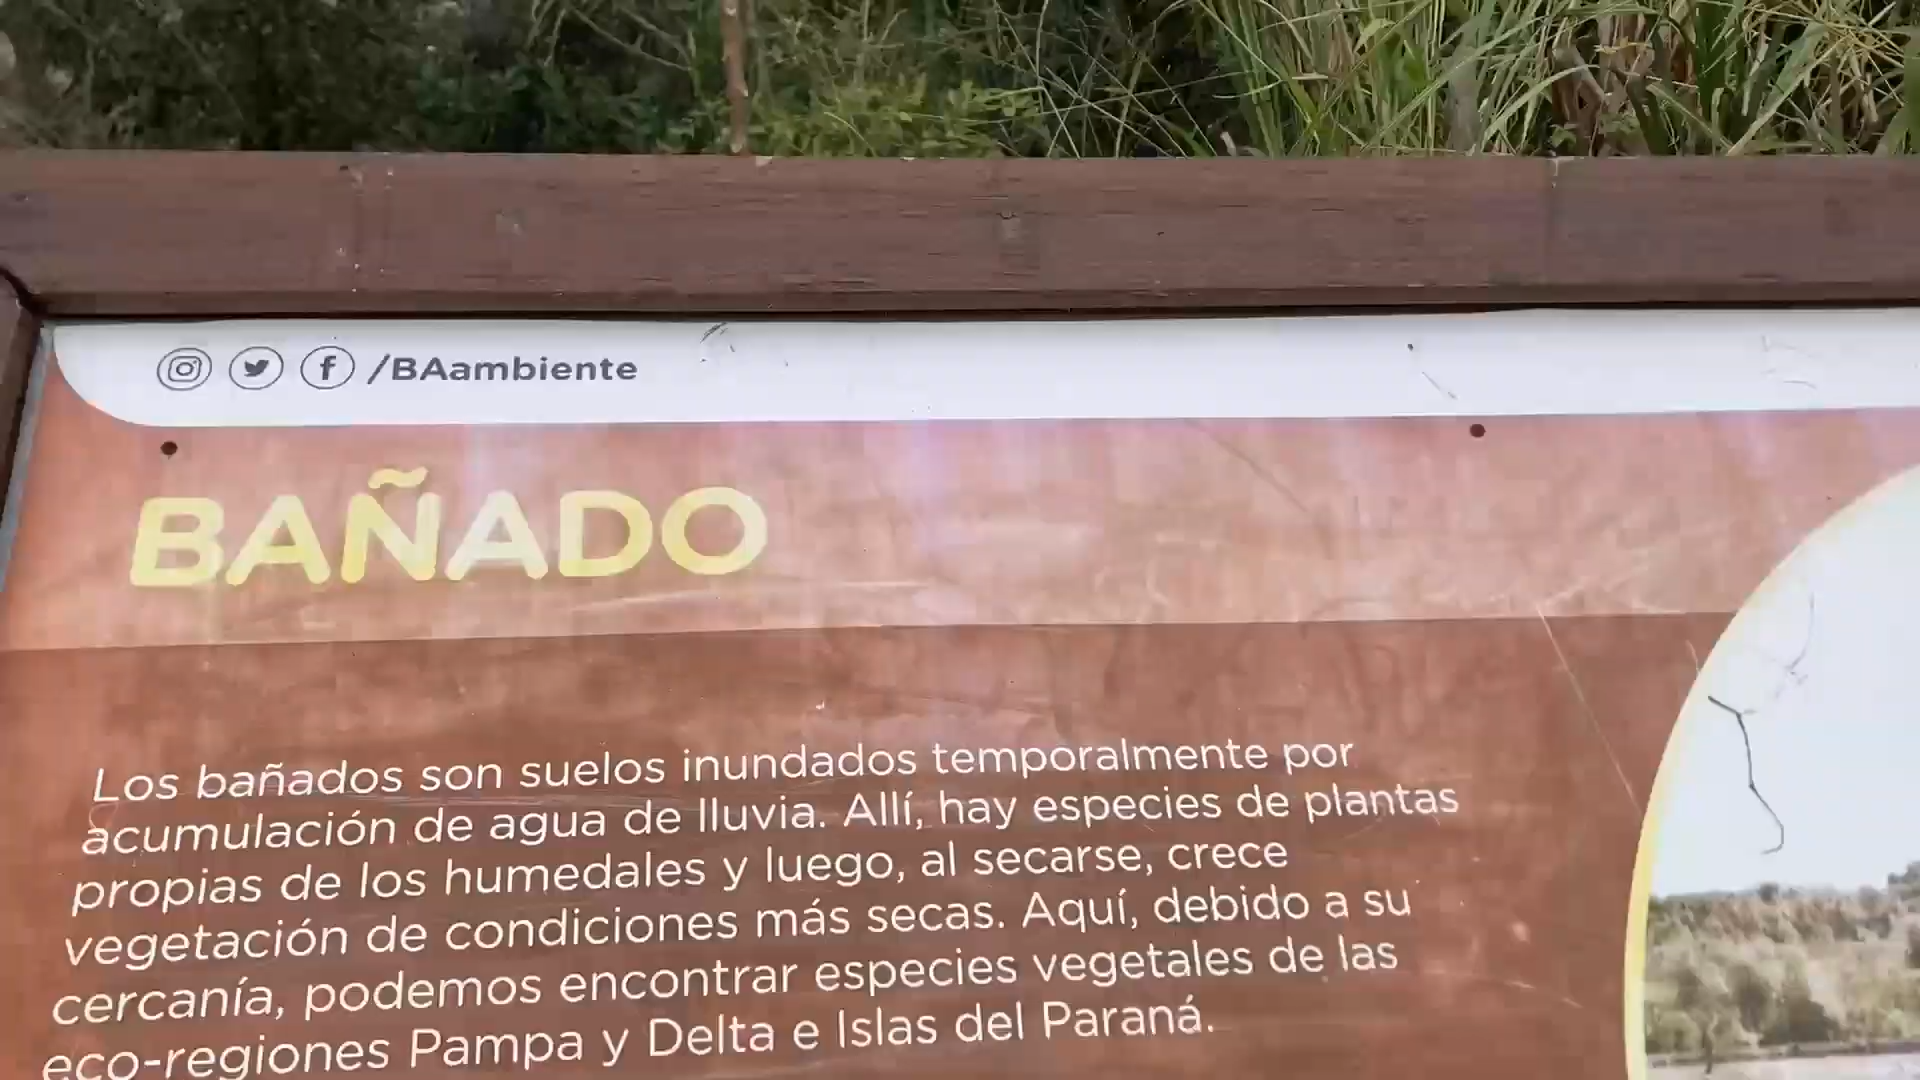 /BAambiente
BAÑADO
Los bañados son suelos inundados temporalmente por
acumulación de agua de lluvia. Allí, hay especies de plantas
propias de los humedales y luego, al secarse, crece
vegetación de condiciones más secas. Aquí, debido a su
cercanía, podemos encontrar especies vegetales de las
eco-regiones Pampa y Delta e Islas del Paraná.